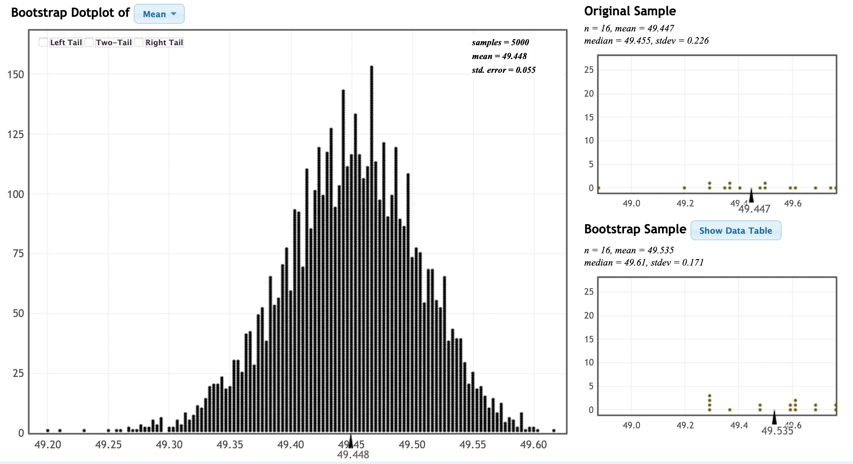 Bootstrap Dotplot of Mean
Left Tail Two-Tail Right Tail
samples = 5000
mean = 49.448
std. error = 0.055
150
125
100
75
50
25
0
49.20 49.25 49.30 49.35 49.40 49.45 49.50 49.55 49.60
49.448
Original Sample
n = 16, mean = 49.447
median = 49.455, stdev = 0.226
25
20
15
10
5
0
49.0 49.2 49.4 49.6
49.447
Bootstrap Sample Show Data Table
n = 16, mean = 49.535
median = 49.61, stdev = 0.171
25
20
15
10
5
0
49.0 49.2 49.4 49.6
49.535